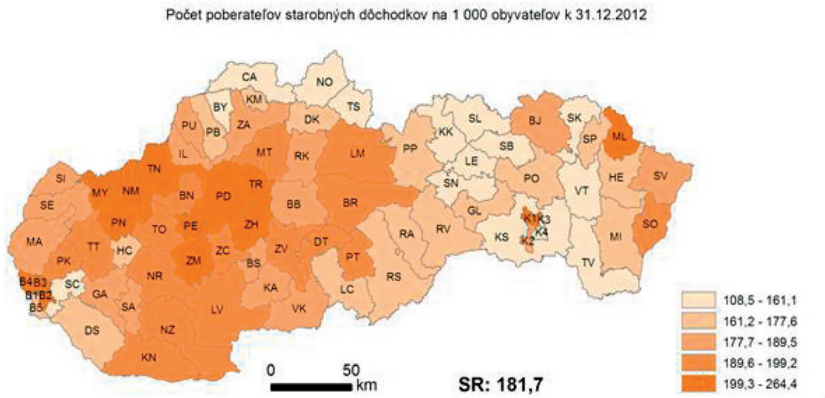 Počet poberateľov starobných dôchodkov na 1 000 obyvateľov k 31.12.2012
CA
NO
BY
KM
TS
PU
PB
ZA
DK
IL
MT
RK
LM
PP
KK
SL
SB
LE
SN
BJ
SK
SP
ML
HE
SV
PO
VT
SI
SE
MY
NM
TN
BN
PD
TR
BB
BR
GL
K1
K3
K4
K2
KS
MI
SO
MA
PK
TT
PN
TO
PE
ZH
HC
ZM
ZC
BS
ZV
DT
PT
RA
RV
RS
LC
KA
VK
TV
B4
B3
B1
B2
B5
SC
GA
SA
NR
LV
DS
NZ
KN
0 50
km
SR: 181,7
108,5 - 161,1
161,2 - 177,6
177,7 - 189,5
189,6 - 199,2
199,3 - 264,4